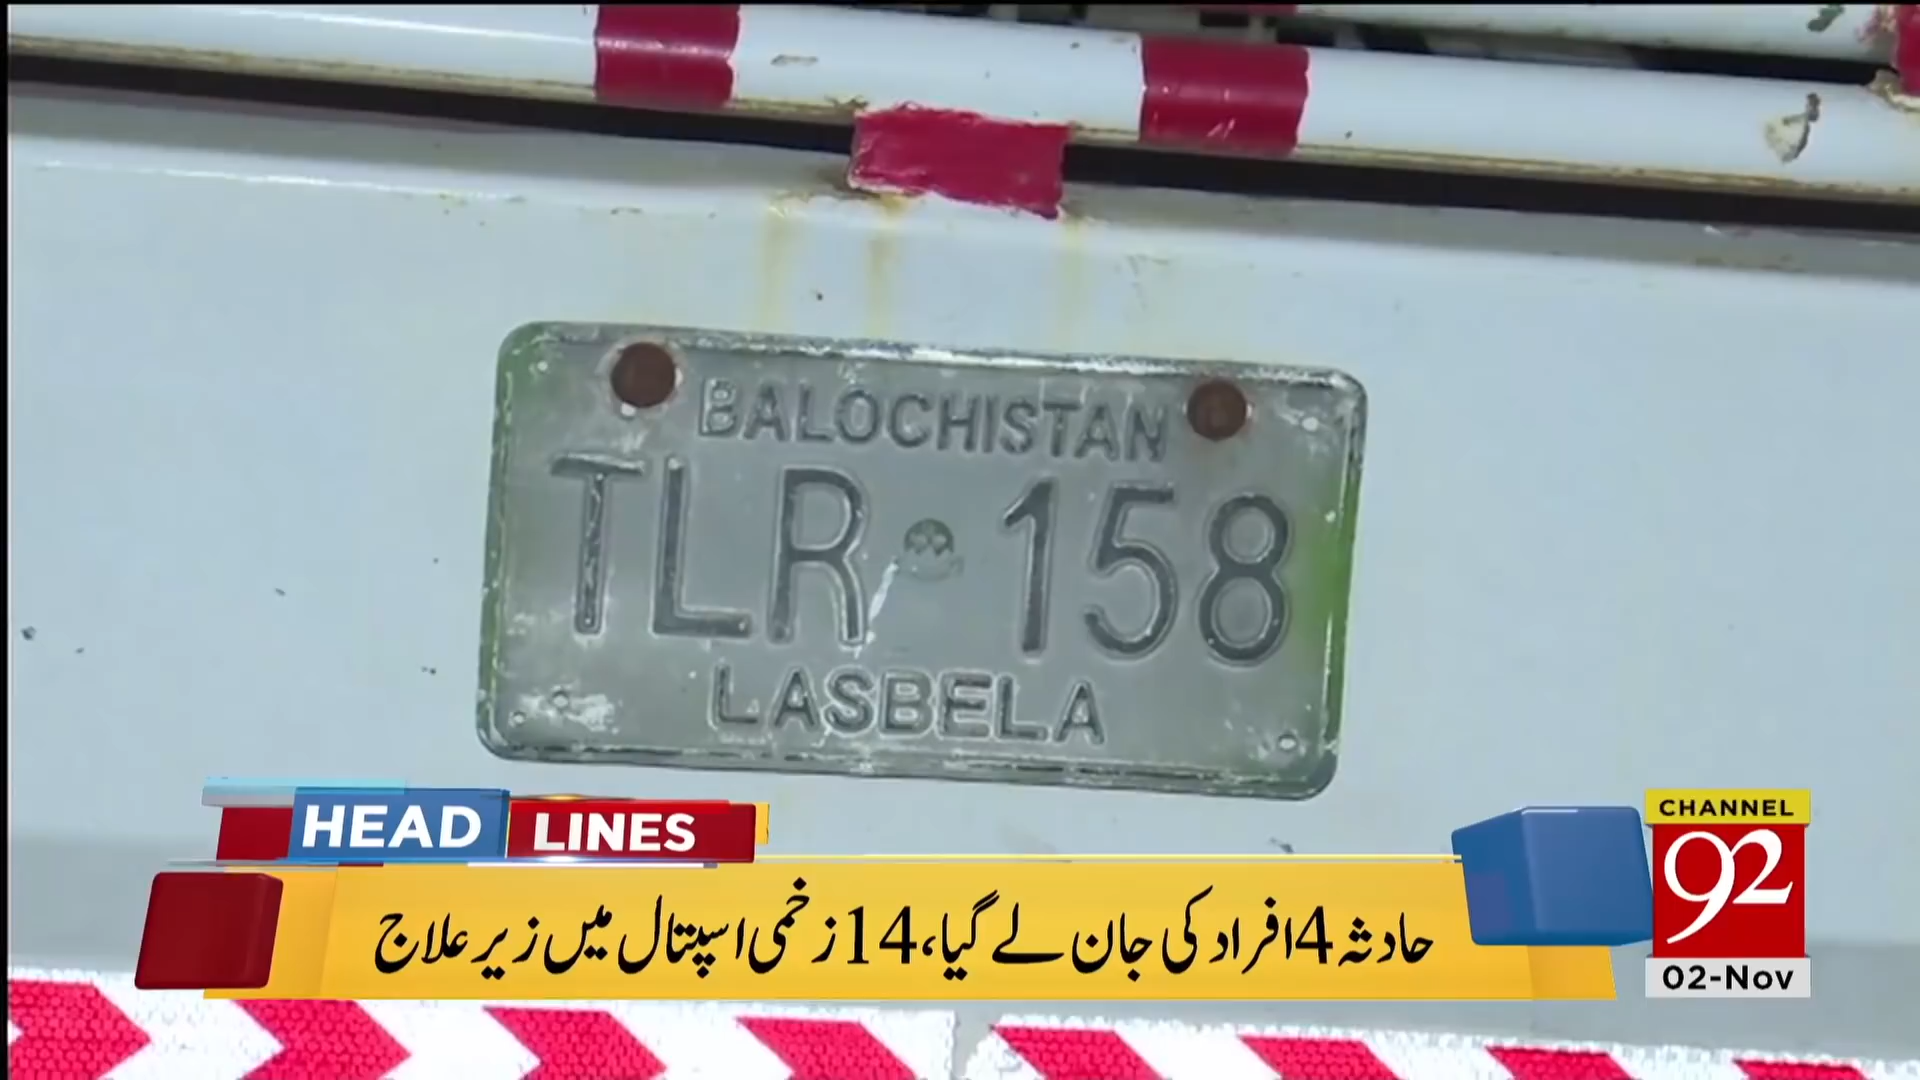 BALOCHISTAN
TLR 158
LASBELA
HEAD LINES
حادثہ 4 افراد کی جان لے گیا، 14 زخمی اسپتال میں زیر علاج
CHANNEL
92
02-Nov